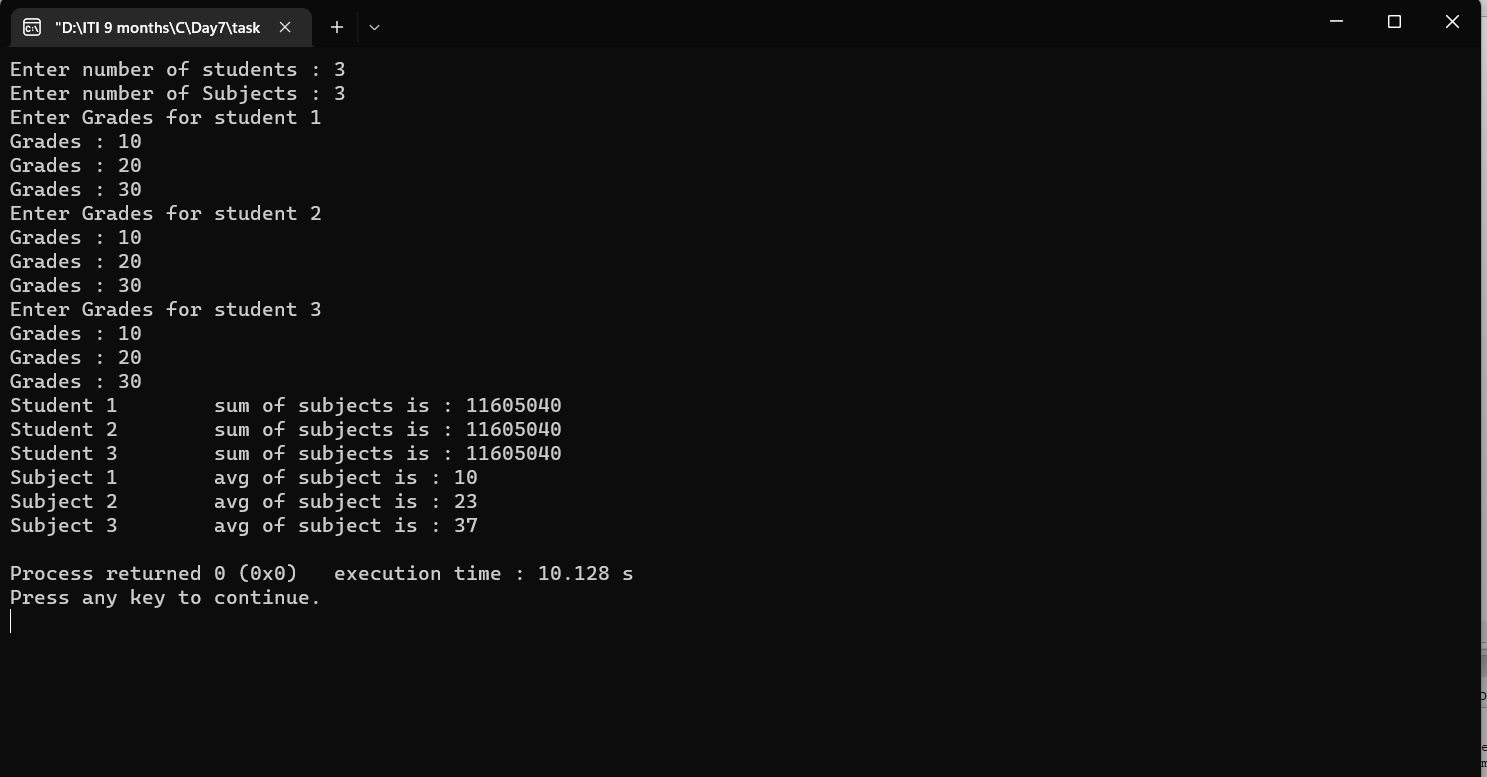 "D:\ITI 9 months\C\Day7\task
Enter number of students : 3
Enter number of Subjects : 3
Enter Grades for student 1
Grades : 10
Grades : 20
Grades : 30
Enter Grades for student 2
Grades : 10
Grades : 20
Grades : 30
Enter Grades for student 3
Grades : 10
Grades : 20
Grades : 30
Student 1        sum of subjects is : 11605040
Student 2        sum of subjects is : 11605040
Student 3        sum of subjects is : 11605040
Subject 1        avg of subject is : 10
Subject 2        avg of subject is : 23
Subject 3        avg of subject is : 37
Process returned 0 (0x0)   execution time : 10.128 s
Press any key to continue.